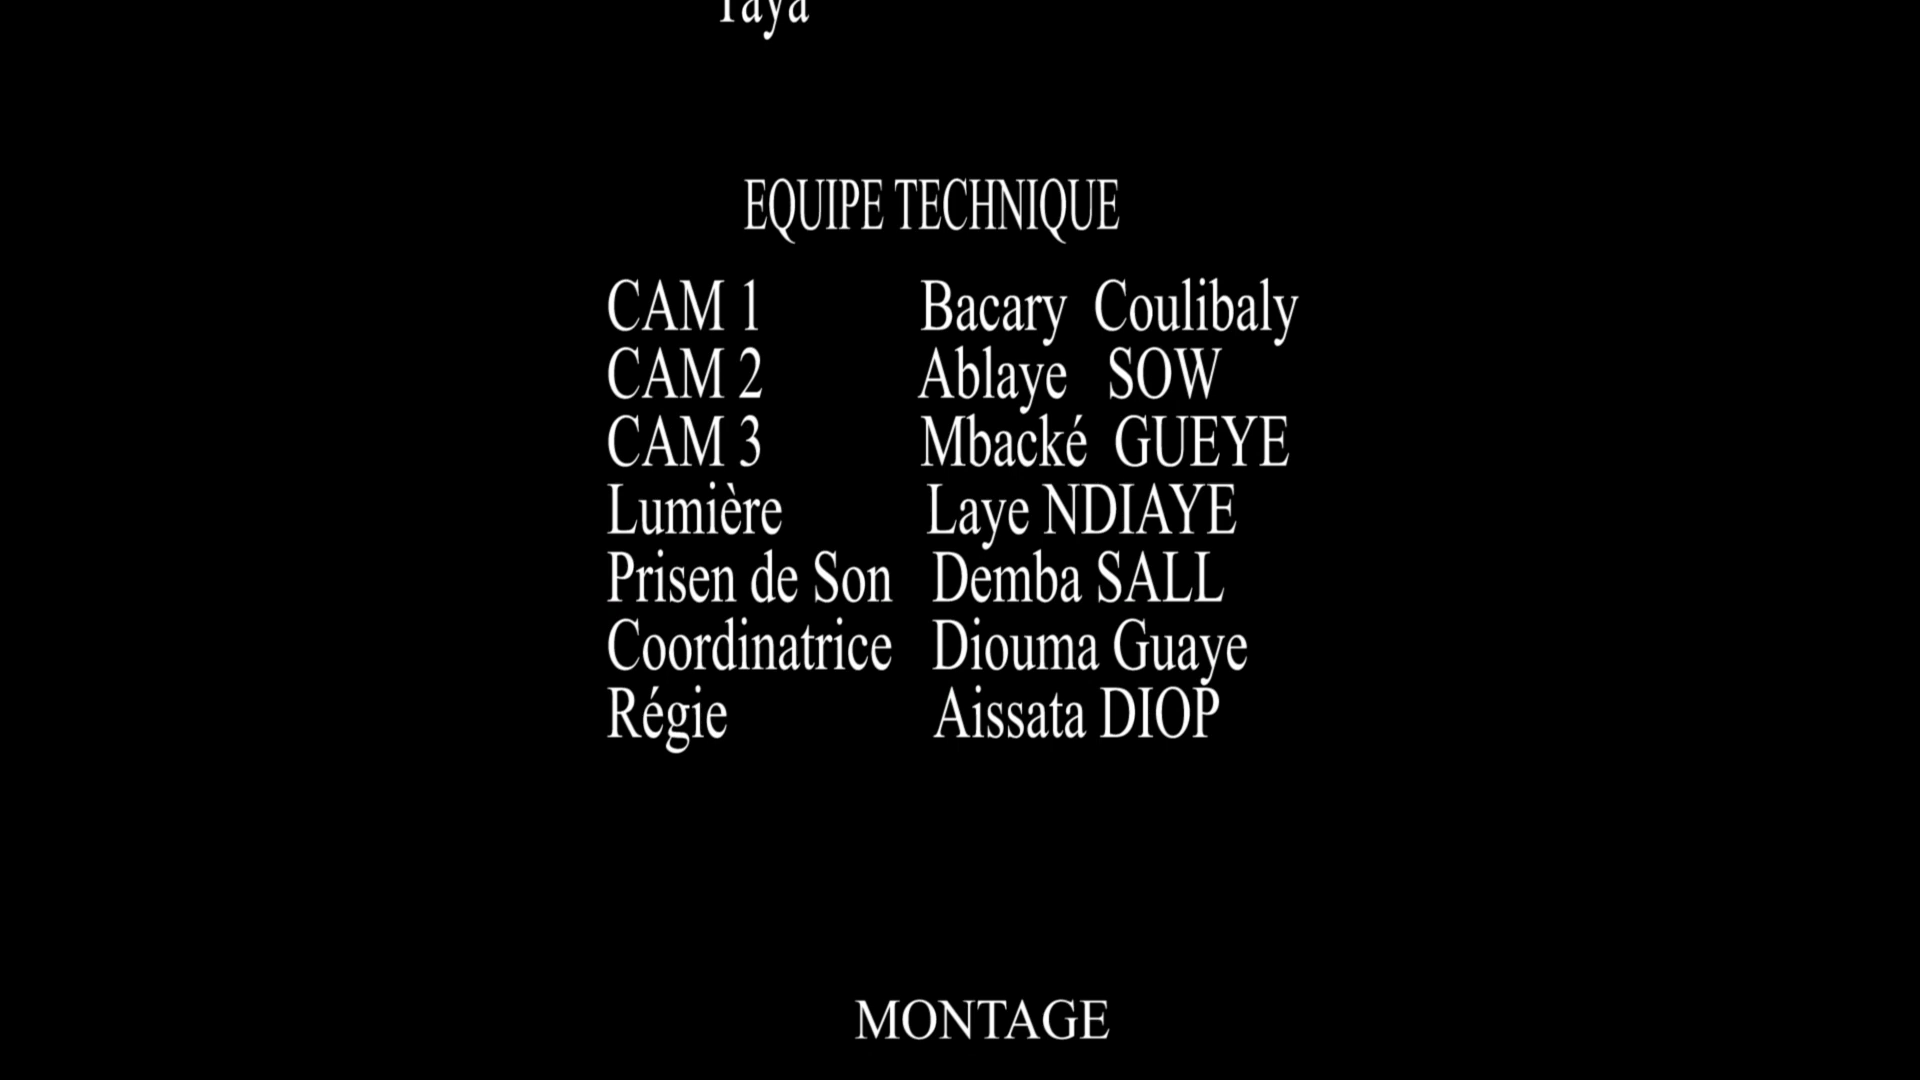 EQUIPE TECHNIQUE
CAM 1 Bacary Coulibaly
CAM 2 Ablaye SOW
CAM 3 Mbacké GUEYE
Lumière Laye NDIAYE
Prisen de Son Demba SALL
Coordinatrice Diouma Guaye
Régie Aissata DIOP
MONTAGE